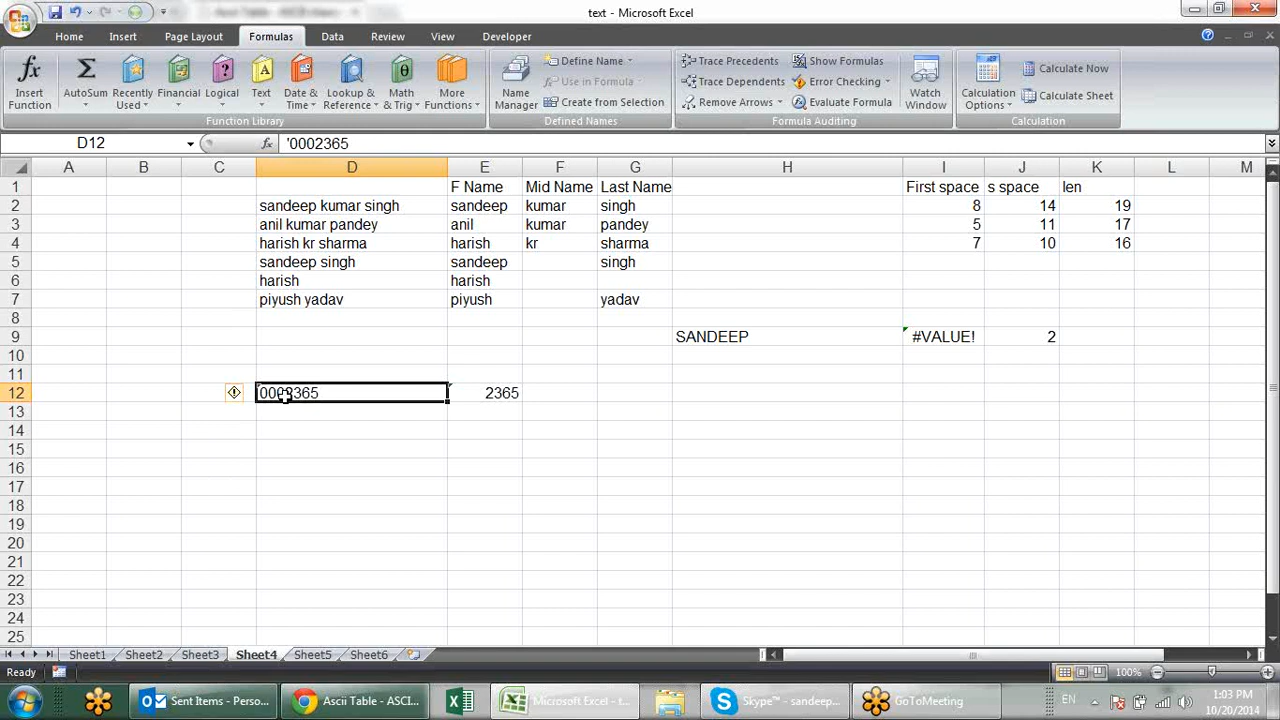 Ascii Table - ASCII
text - Microsoft Excel
Home Insert Page Layout Formulas Data Review View Developer
fx Insert Function
Σ AutoSum
Recently Used
Financial
Logical
Text
Date & Time
Lookup & Reference
Math & Trig
More Functions
Function Library
Name Manager
Define Name
Use in Formula
Create from Selection
Defined Names
Trace Precedents
Trace Dependents
Remove Arrows
Show Formulas
Error Checking
Evaluate Formula
Formula Auditing
Watch Window
Calculation Options
Calculate Now
Calculate Sheet
Calculation
D12 fx '0002365
A B C D E F G H I J K L M
1 F Name Mid Name Last Name First space s space len
2 sandeep kumar singh sandeep kumar singh 8 14 19
3 anil kumar pandey anil kumar pandey 5 11 17
4 harish kr sharma harish kr sharma 7 10 16
5 sandeep singh sandeep singh
6 harish harish
7 piyush yadav piyush yadav
8
9 SANDEEP #VALUE! 2
10
11
12 '0002365 2365
13
14
15
16
17
18
19
20
21
22
23
24
25
Sheet1 Sheet2 Sheet3 Sheet4 Sheet5 Sheet6
Ready 100%
Sent Items - Perso... Ascii Table - ASCI... Microsoft Excel - t... Skype™ - sandeep... GoToMeeting EN 1:03 PM
10/20/2014